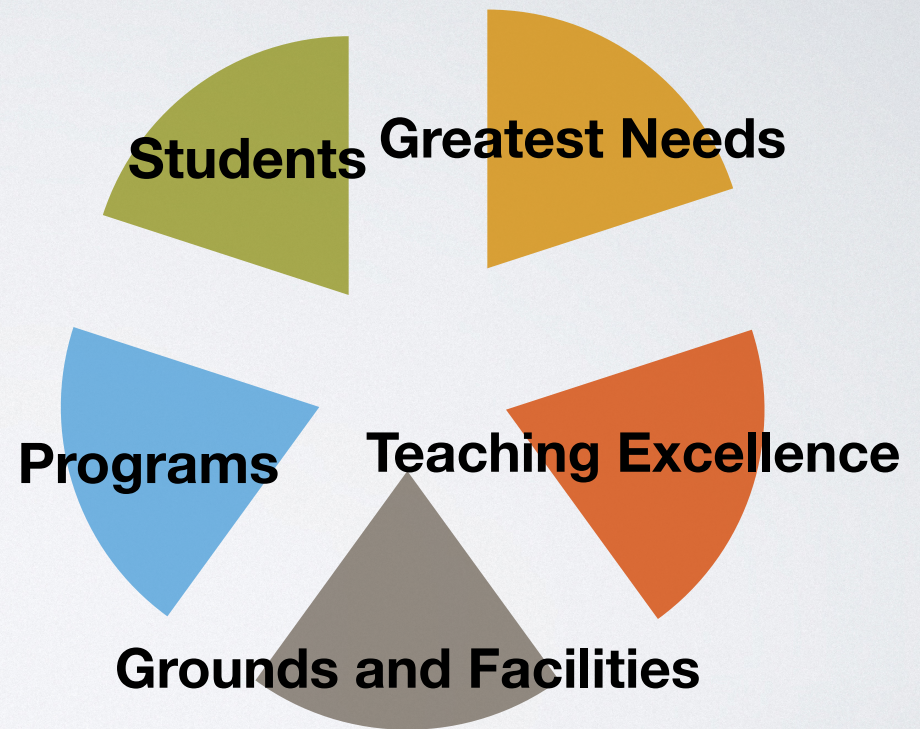 Students
Greatest Needs
Programs
Teaching Excellence
Grounds and Facilities